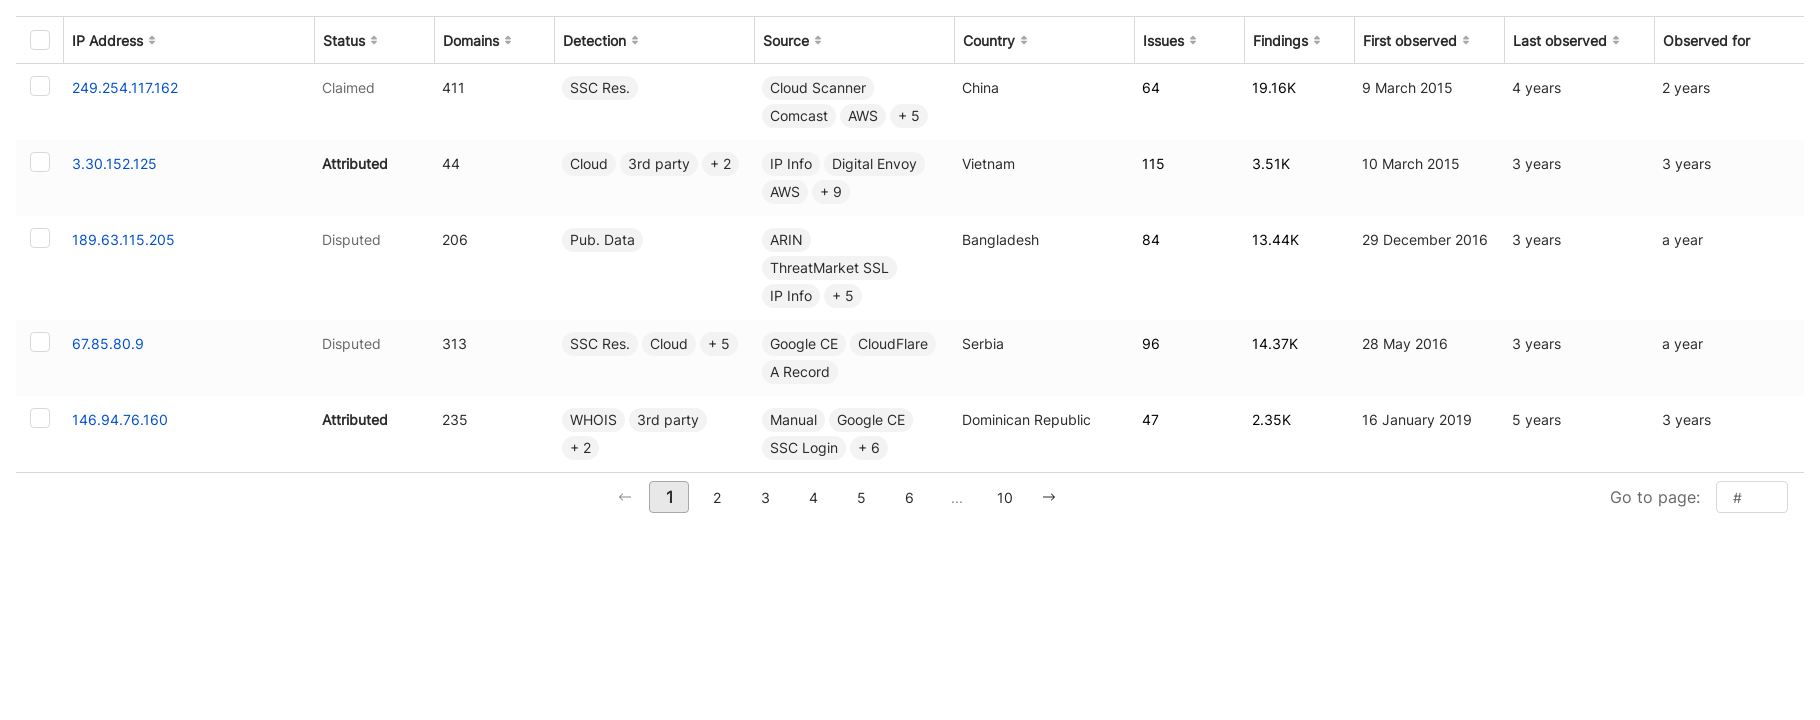 IP Address Status Domains Detection Source Country Issues Findings First observed Last observed Observed for
249.254.117.162 Claimed 411 SSC Res. Cloud Scanner China 64 19.16K 9 March 2015 4 years 2 years
Comcast AWS + 5
3.30.152.125 Attributed 44 Cloud 3rd party + 2 IP Info Digital Envoy Vietnam 115 3.51K 10 March 2015 3 years 3 years
AWS + 9
189.63.115.205 Disputed 206 Pub. Data ARIN Bangladesh 84 13.44K 29 December 2016 3 years a year
ThreatMarket SSL
IP Info + 5
67.85.80.9 Disputed 313 SSC Res. Cloud + 5 Google CE CloudFlare Serbia 96 14.37K 28 May 2016 3 years a year
A Record
146.94.76.160 Attributed 235 WHOIS 3rd party Manual Google CE Dominican Republic 47 2.35K 16 January 2019 5 years 3 years
+ 2 SSC Login + 6
← 1 2 3 4 5 6 ... 10 → Go to page: #